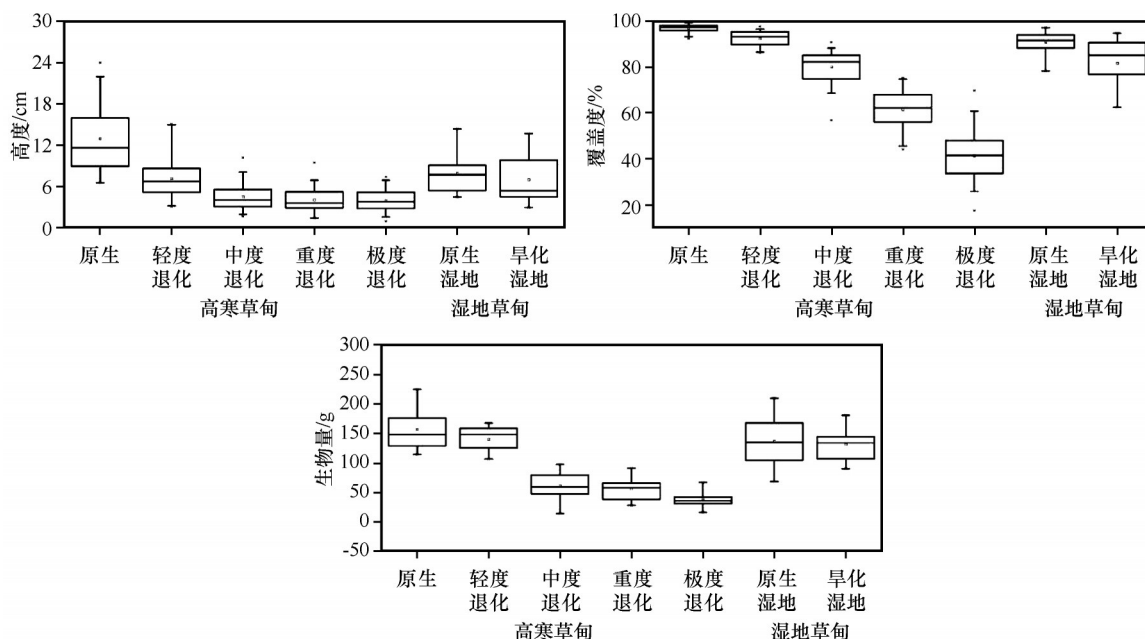 高度/cm
30
24
18
12
6
0
原生
轻度
退化
中度
退化
重度
退化
极度
退化
原生
湿地
旱化
湿地
高寒草甸
湿地草甸
覆盖度/%
100
80
60
40
20
原生
轻度
退化
中度
退化
重度
退化
极度
退化
原生
湿地
旱化
湿地
高寒草甸
湿地草甸
生物量/g
300
250
200
150
100
50
0
-50
原生
轻度
退化
中度
退化
重度
退化
极度
退化
原生
湿地
旱化
湿地
高寒草甸
湿地草甸